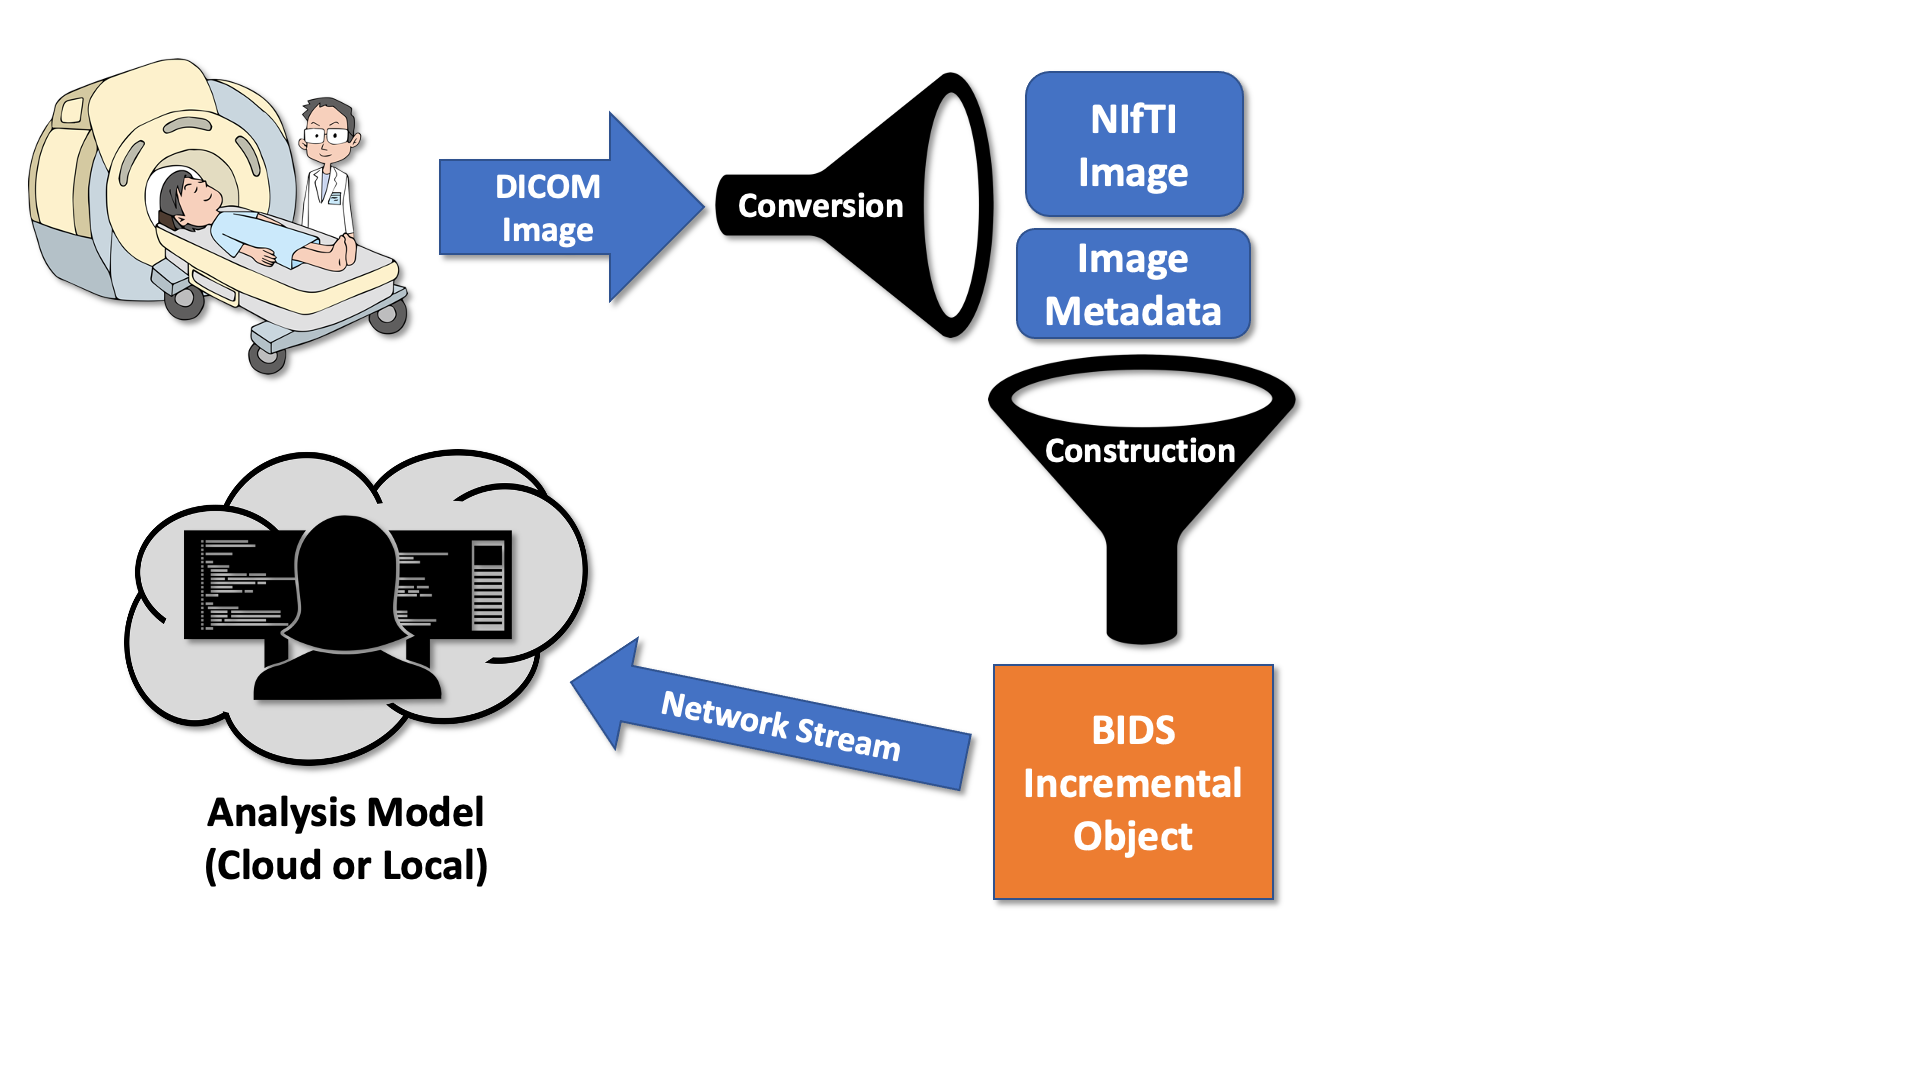 DICOM
Image
Conversion
NIfTI
Image
Image
Metadata
Construction
BIDS
Incremental
Object
Network Stream
Analysis Model
(Cloud or Local)